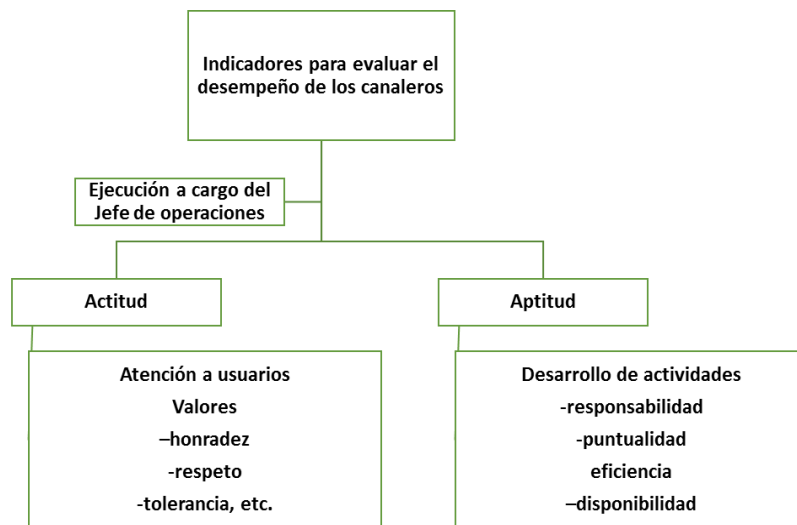 Indicadores para evaluar el
desempeño de los canaleros
Ejecución a cargo del
Jefe de operaciones
Actitud
Aptitud
Atención a usuarios
Valores
–honradez
-respeto
-tolerancia, etc.
Desarrollo de actividades
-responsabilidad
-puntualidad
eficiencia
–disponibilidad